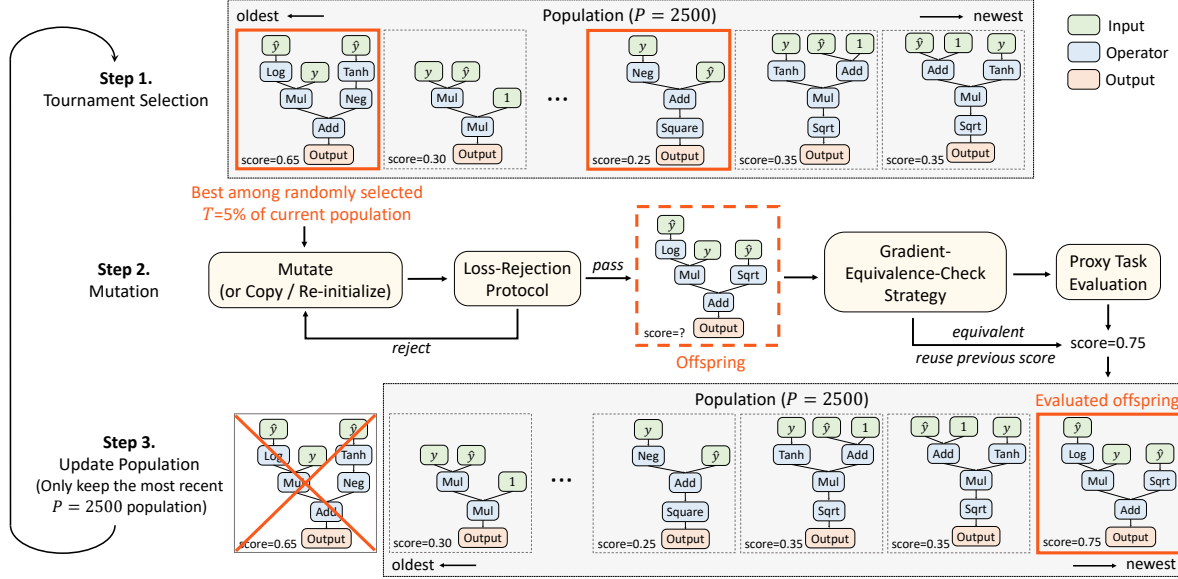 oldest
Population (P = 2500)
newest
Input
Operator
Output
Step 1.
Tournament Selection
ŷ
ŷ
Log
y
Tanh
Mul
Neg
Add
Output
score=0.65
y
ŷ
Mul
1
Mul
Output
score=0.30
...
y
Neg
ŷ
Add
Square
Output
score=0.25
y
ŷ
1
Tanh
Add
Mul
Sqrt
Output
score=0.35
ŷ
1
y
Add
Tanh
Mul
Sqrt
Output
score=0.35
Best among randomly selected
T=5% of current population
Step 2.
Mutation
Mutate
(or Copy / Re-initialize)
Loss-Rejection
Protocol
pass
reject
ŷ
Log
y
ŷ
Mul
Sqrt
Add
Output
score=?
Offspring
Gradient-
Equivalence-Check
Strategy
Proxy Task
Evaluation
equivalent
reuse previous score
score=0.75
Step 3.
Update Population
(Only keep the most recent
P = 2500 population)
Population (P = 2500)
Evaluated offspring
ŷ
ŷ
Log
y
Tanh
Mul
Neg
Add
Output
score=0.65
y
ŷ
Mul
1
Mul
Output
score=0.30
...
y
Neg
ŷ
Add
Square
Output
score=0.25
y
ŷ
1
Tanh
Add
Mul
Sqrt
Output
score=0.35
ŷ
1
y
Add
Tanh
Mul
Sqrt
Output
score=0.35
ŷ
Log
y
ŷ
Mul
Sqrt
Add
Output
score=0.75
oldest
newest